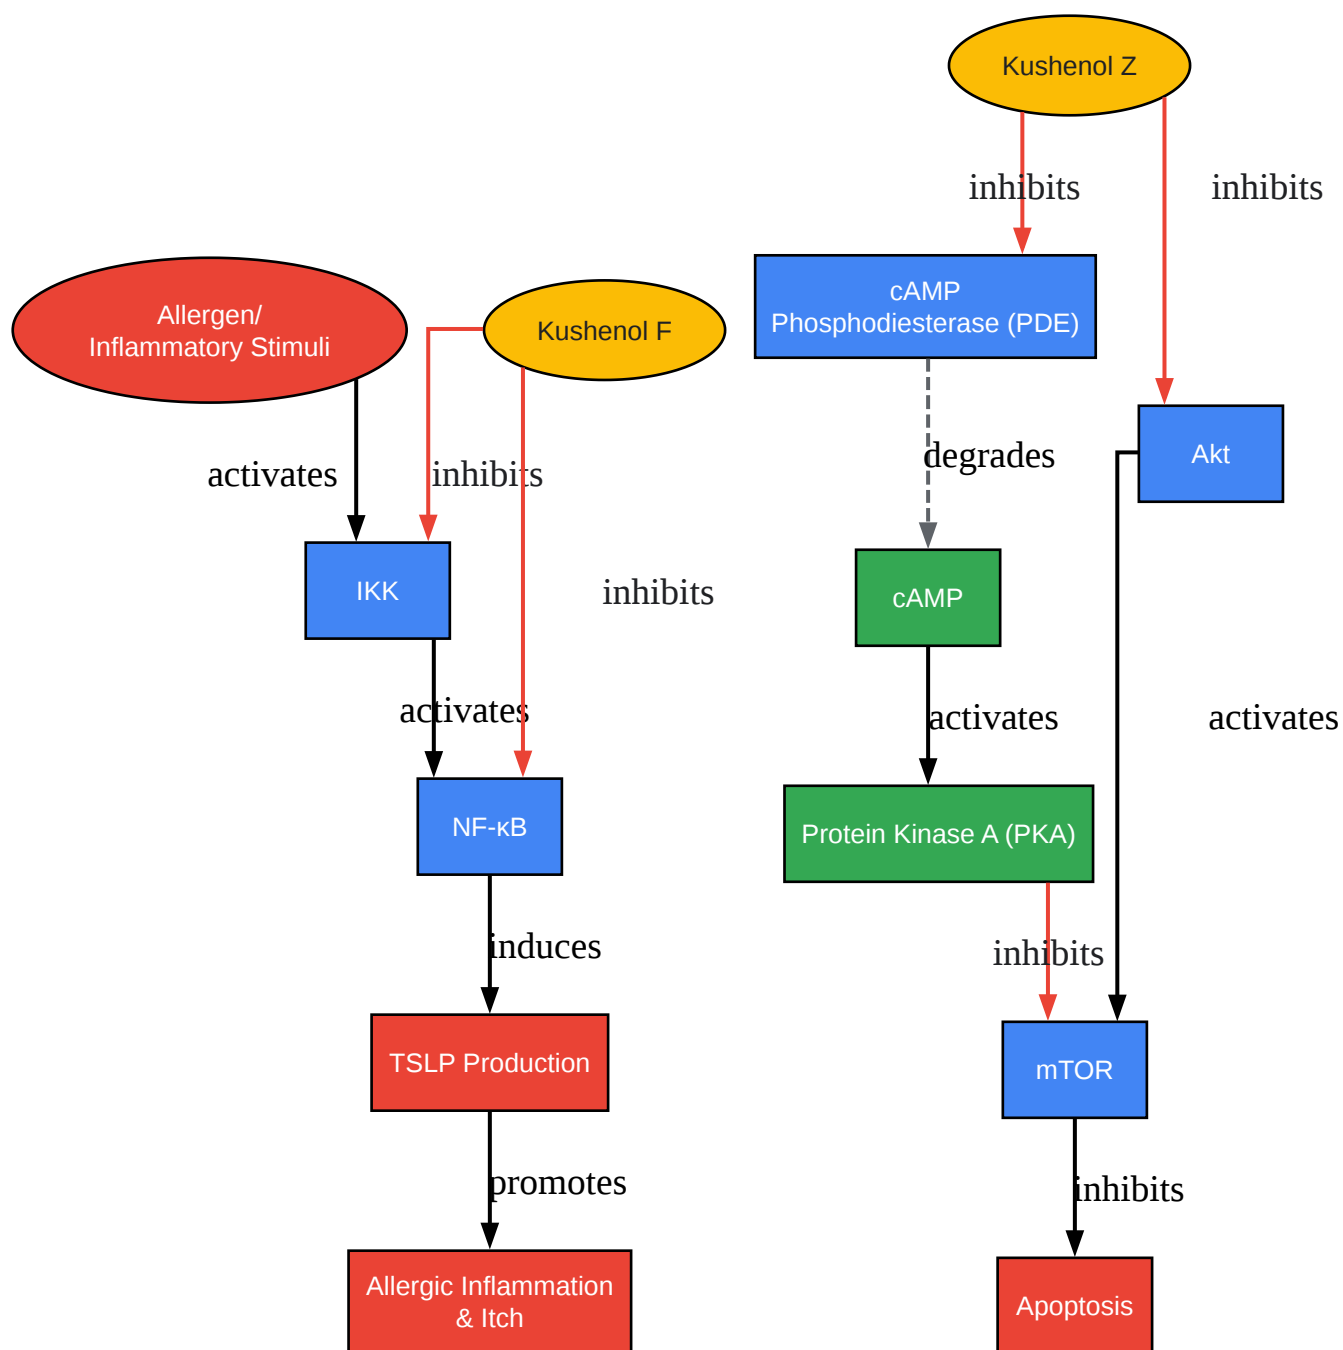 Kushenol Z
inhibits
inhibits
Allergen/
Inflammatory Stimuli
Kushenol F
cAMP
Phosphodiesterase (PDE)
activates
inhibits
degrades
Akt
IKK
inhibits
cAMP
activates
activates
activates
NF-κB
Protein Kinase A (PKA)
induces
inhibits
TSLP Production
mTOR
promotes
inhibits
Allergic Inflammation
& Itch
Apoptosis